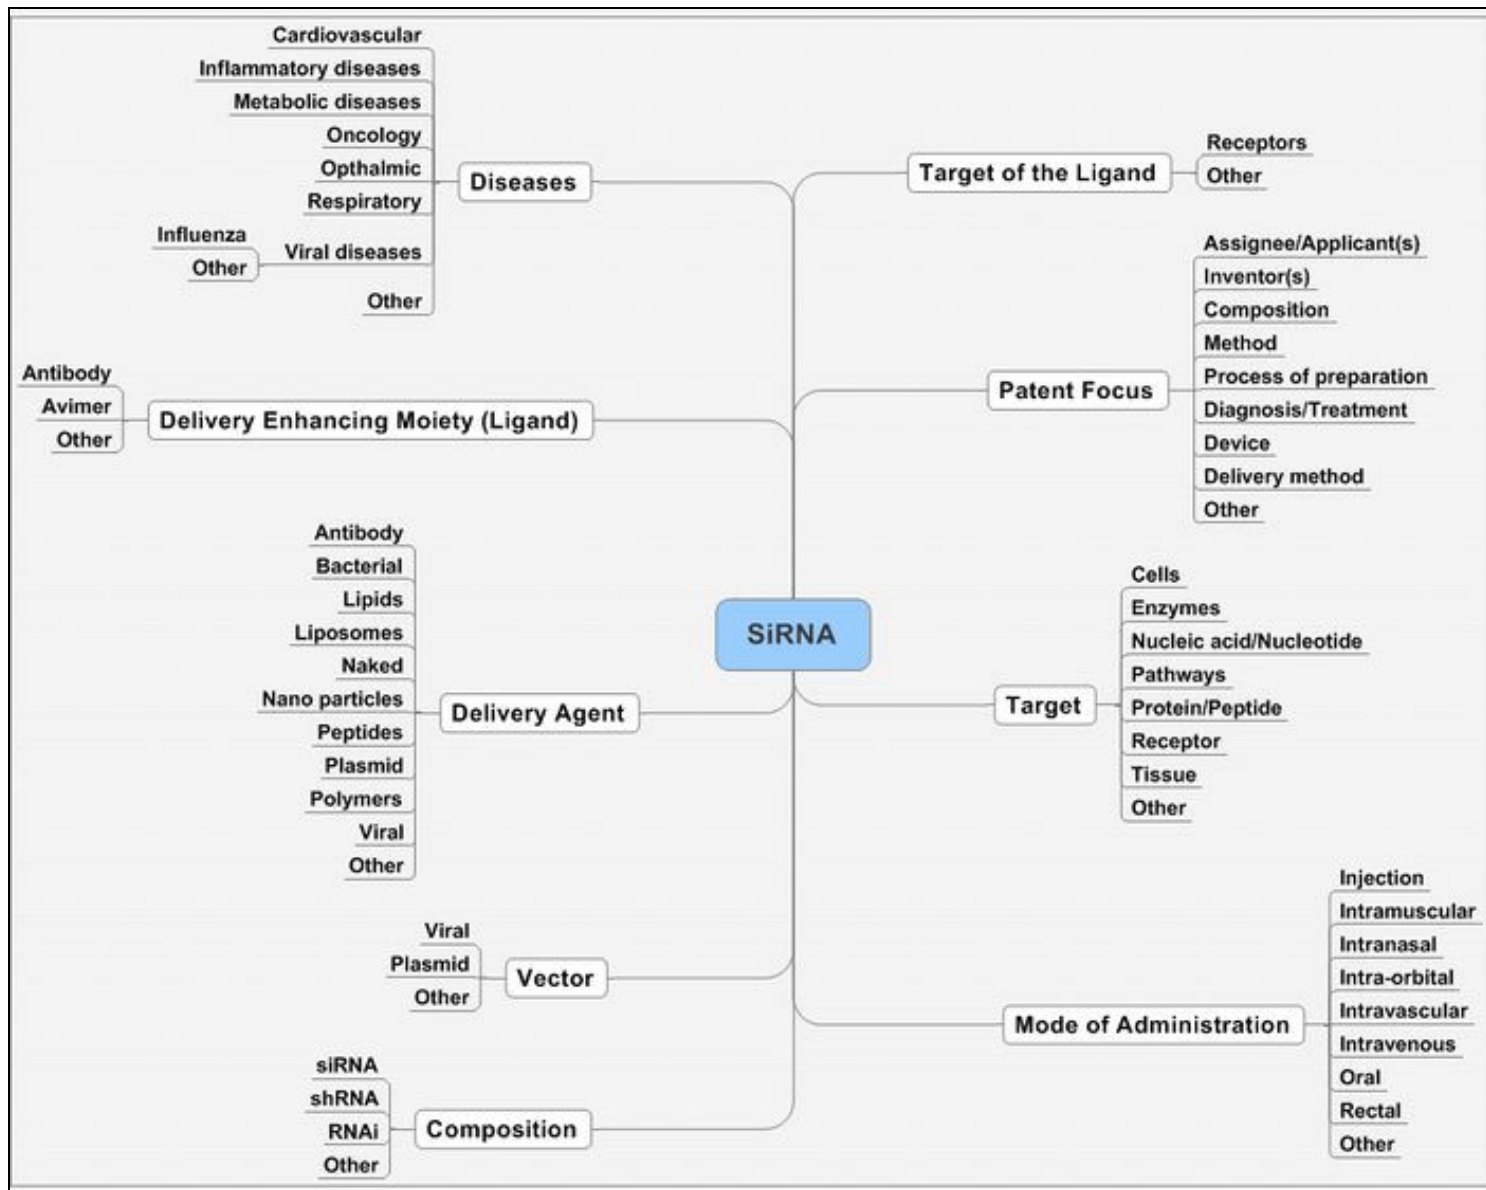 Cardiovascular
Inflammatory diseases
Metabolic diseases
Oncology
Opthalmic
Respiratory
Influenza
Other
Viral diseases
Other
Diseases
Antibody
Avimer
Other
Delivery Enhancing Moiety (Ligand)
Antibody
Bacterial
Lipids
Liposomes
Naked
Nano particles
Peptides
Plasmid
Polymers
Viral
Other
Delivery Agent
Viral
Plasmid
Other
Vector
siRNA
shRNA
RNAi
Other
Composition
SiRNA
Target of the Ligand
Receptors
Other
Patent Focus
Assignee/Applicant(s)
Inventor(s)
Composition
Method
Process of preparation
Diagnosis/Treatment
Device
Delivery method
Other
Target
Cells
Enzymes
Nucleic acid/Nucleotide
Pathways
Protein/Peptide
Receptor
Tissue
Other
Mode of Administration
Injection
Intramuscular
Intranasal
Intra-orbital
Intravascular
Intravenous
Oral
Rectal
Other